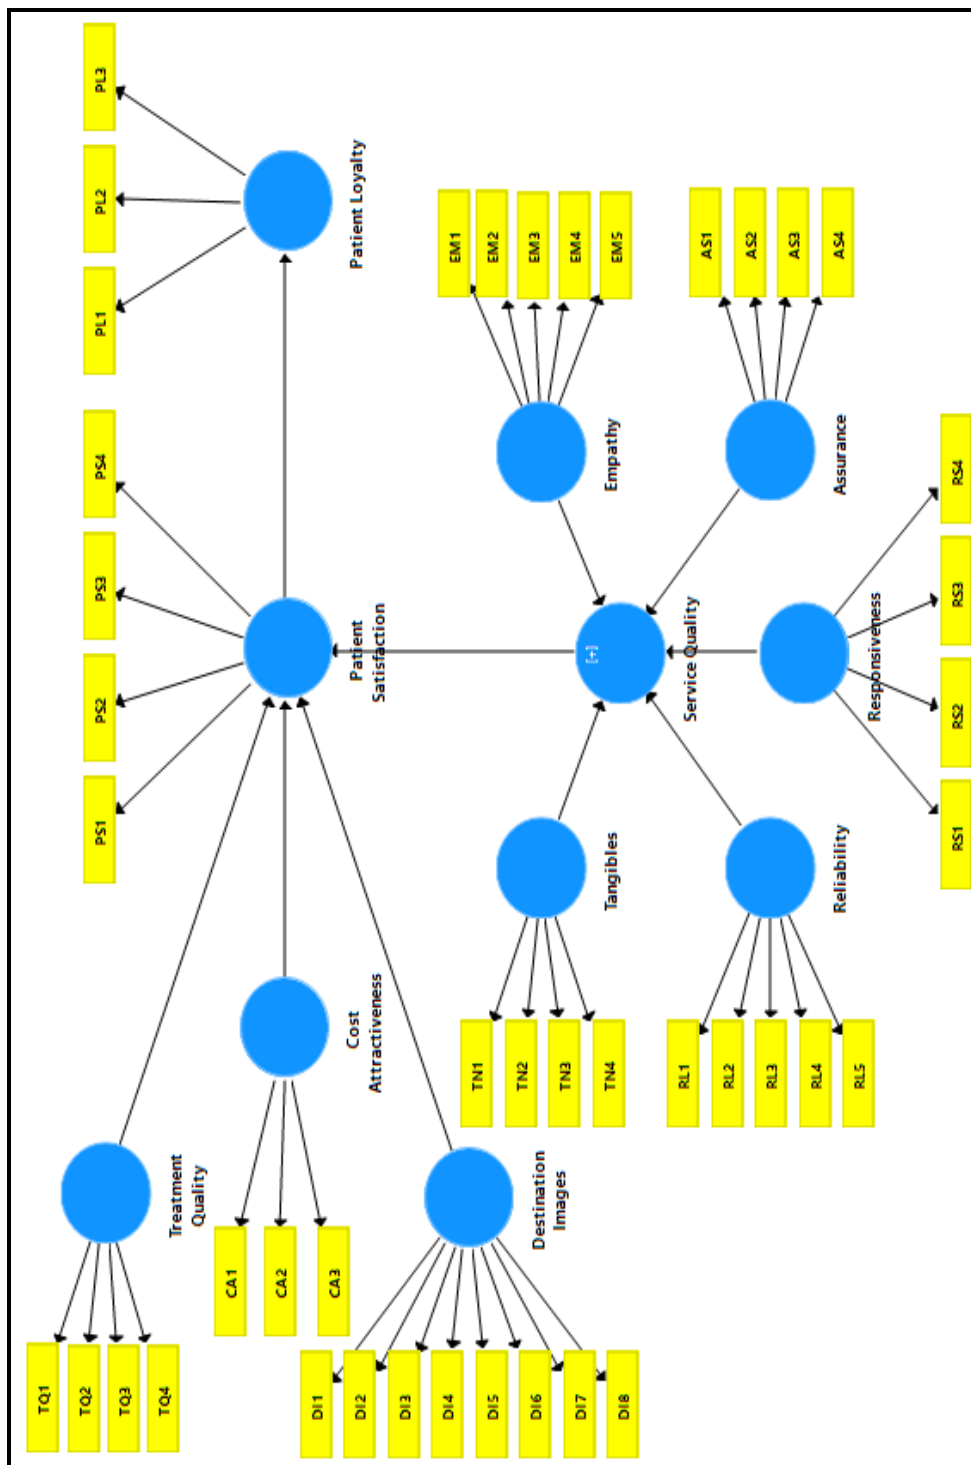 TQ1
TQ2
TQ3
TQ4
Treatment
Quality
CA1
CA2
CA3
Cost
Attractiveness
DI1
DI2
DI3
DI4
DI5
DI6
DI7
DI8
Destination
Images
PS1
PS2
PS3
PS4
Patient
Satisfaction
PL1
PL2
PL3
Patient Loyalty
TN1
TN2
TN3
TN4
Tangibles
EM1
EM2
EM3
EM4
EM5
Empathy
[+]
Service Quality
RL1
RL2
RL3
RL4
RL5
Reliability
AS1
AS2
AS3
AS4
Assurance
Responsiveness
RS1
RS2
RS3
RS4